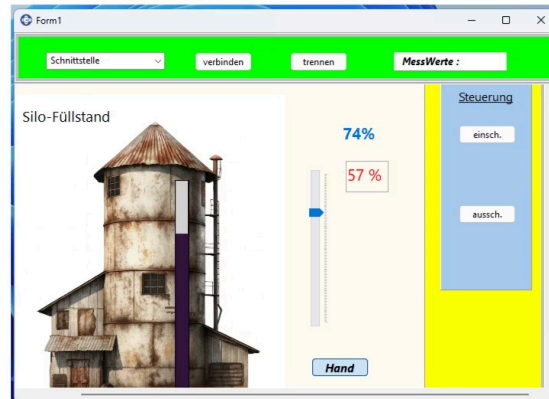 Form1
Schnittstelle
verbinden
trennen
MessWerte :
Silo-Füllstand
74%
57 %
Hand
Steuerung
einsch.
aussch.